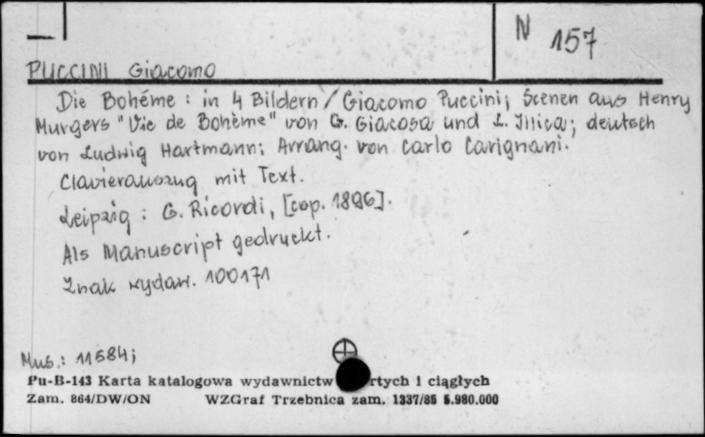 N 157
PUCCINI Giacomo
Die Bohéme : in 4 Bildern / Giacomo Puccini; Scenen aus Henry
Murgers "Vie de Bohème" von G. Giacosa und L. Illica; deutsch
von Ludwig Hartmann; Arrang. von Carlo Carignani.
Clavierauszug mit Text.
Leipzig : G. Ricordi, [cop. 1896].
Als Manuscript gedruckt.
Znak wydaw. 100171
Mus.: 11584;
Pu-B-143 Karta katalogowa wydawnictw rtych i ciągłych
Zam. 864/DW/ON WZGraf Trzebnica zam. 1337/85 5.980.000